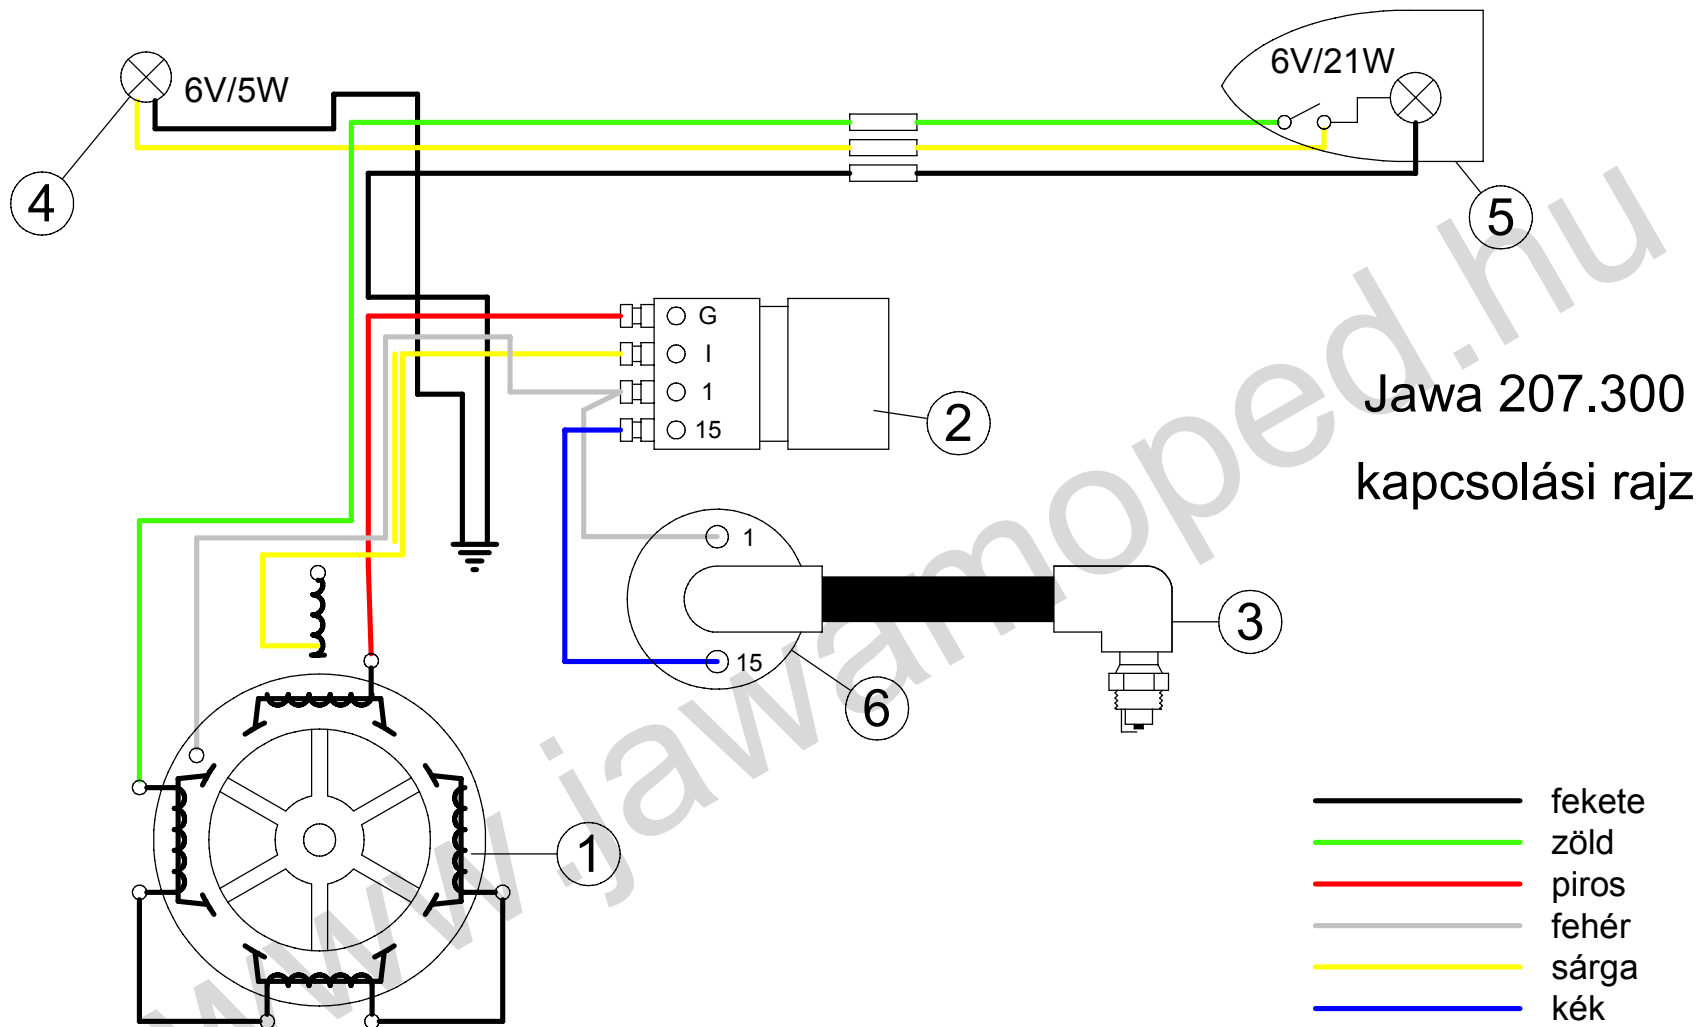 6V/5W
6V/21W
4
5
G
I
1
15
2
Jawa 207.300
kapcsolási rajz
1
15
3
6
1
fekete
zöld
piros
fehér
sárga
kék
www.jawamoped.hu